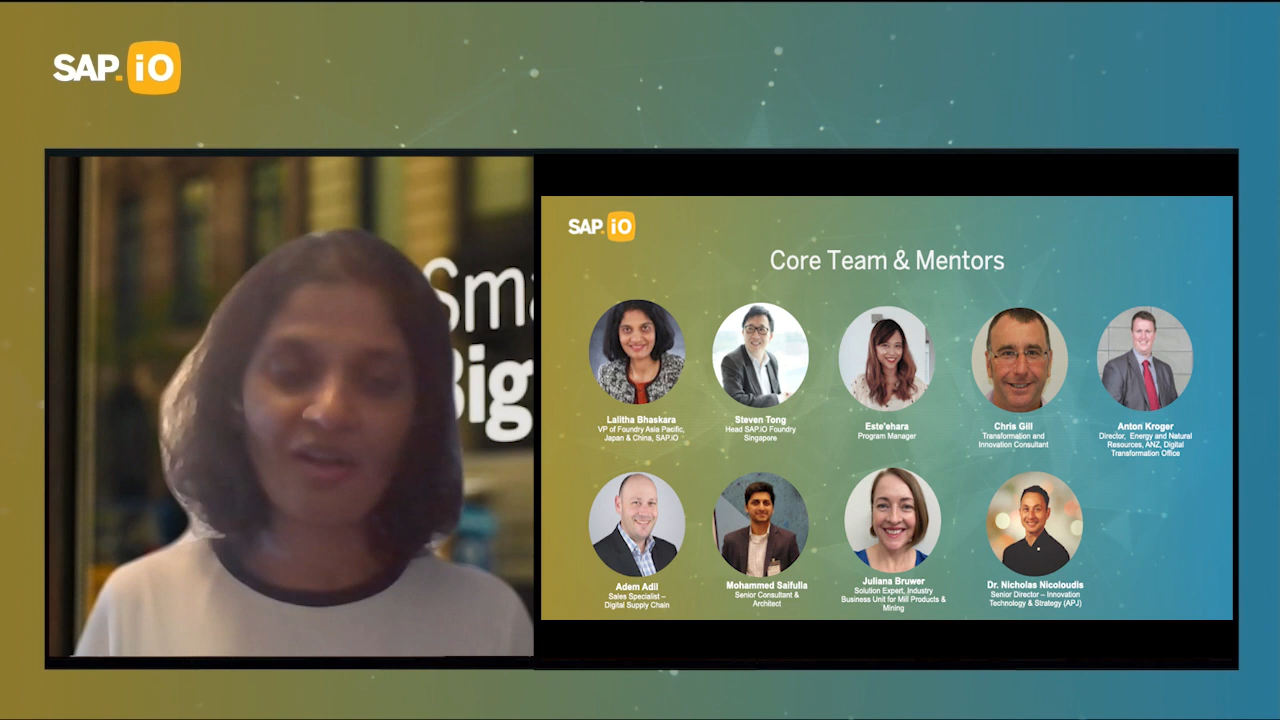 SAP.iO
Sma
Big
SAP.iO
Core Team & Mentors
Lalitha Bhaskara
VP of Foundry Asia Pacific,
Japan & China, SAP.iO
Steven Tong
Head SAP.iO Foundry
Singapore
Este'ehara
Program Manager
Chris Gill
Transformation and
Innovation Consultant
Anton Kroger
Director, Energy and Natural
Resources, ANZ, Digital
Transformation Office
Adem Adil
Sales Specialist –
Digital Supply Chain
Mohammed Saifulla
Senior Consultant &
Architect
Juliana Bruwer
Solution Expert, Industry
Business Unit for Mill Products &
Mining
Dr. Nicholas Nicoloudis
Senior Director – Innovation
Technology & Strategy (APJ)